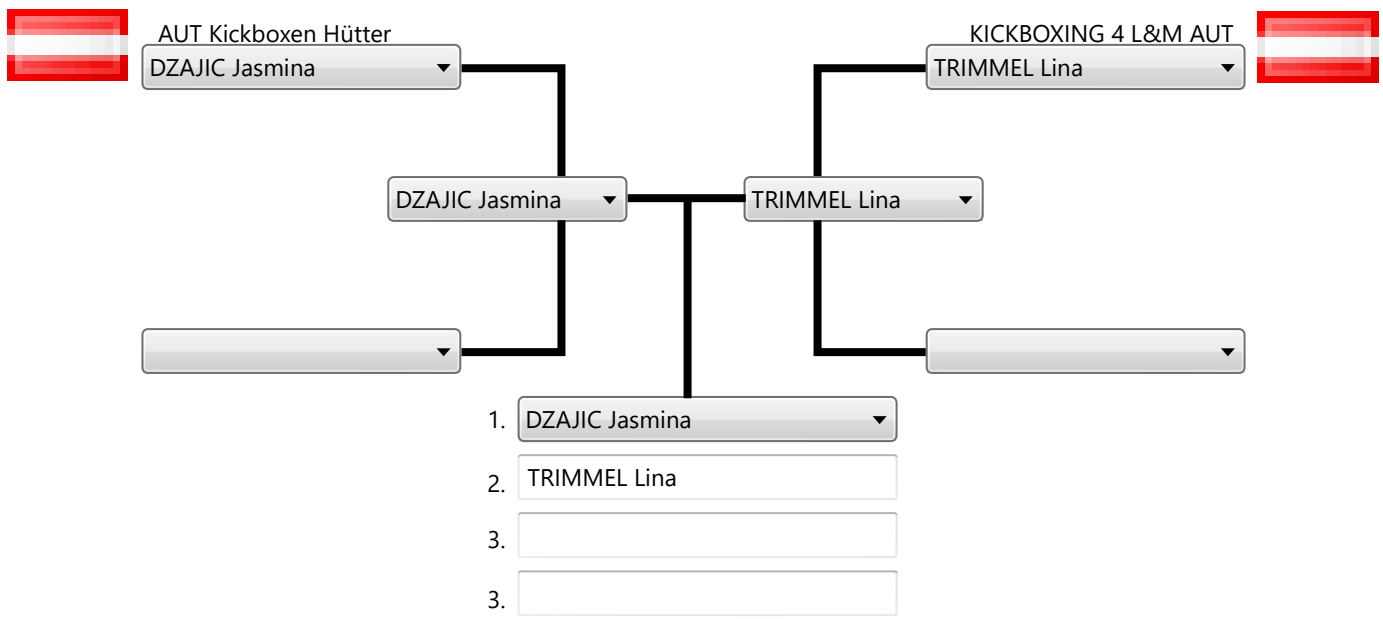 AUT Kickboxen Hütter
KICKBOXING 4 L&M AUT
DZAJIC Jasmina
TRIMMEL Lina
DZAJIC Jasmina
TRIMMEL Lina
1. DZAJIC Jasmina
2. TRIMMEL Lina
3.
3.